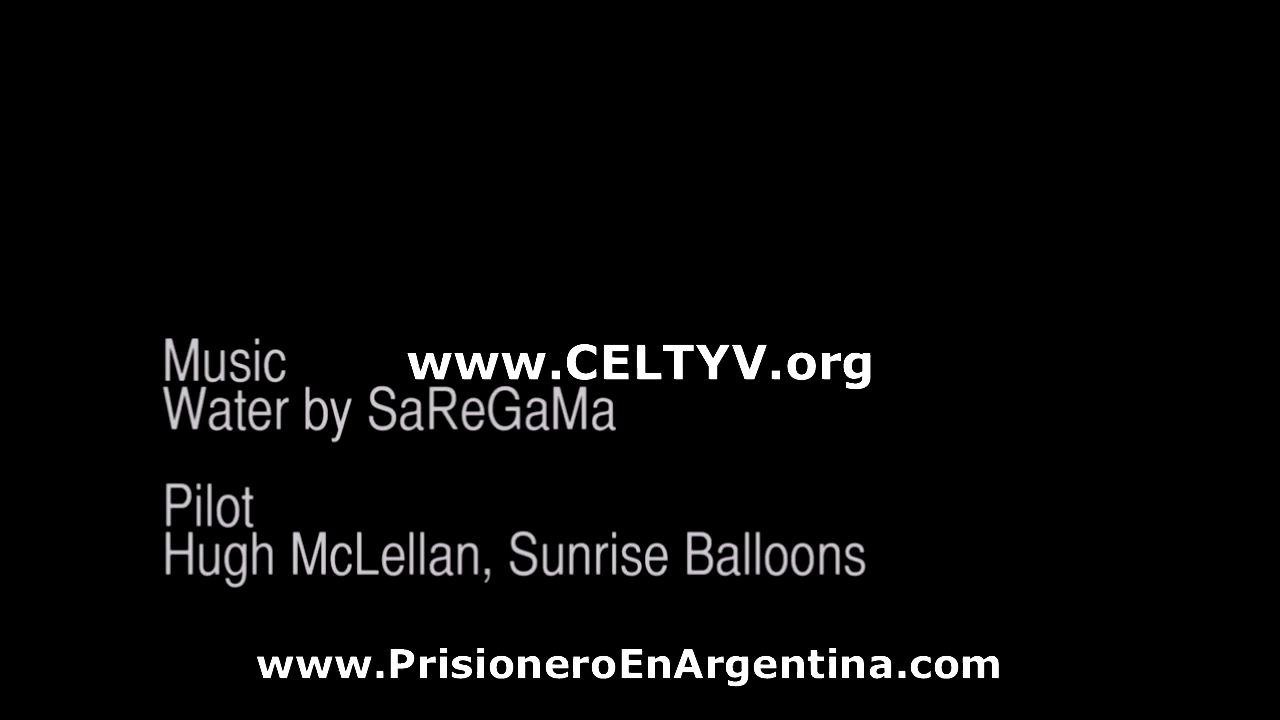 Music
www.CELTYV.org
Water by SaReGaMa
Pilot
Hugh McLellan, Sunrise Balloons
www.PrisioneroEnArgentina.com